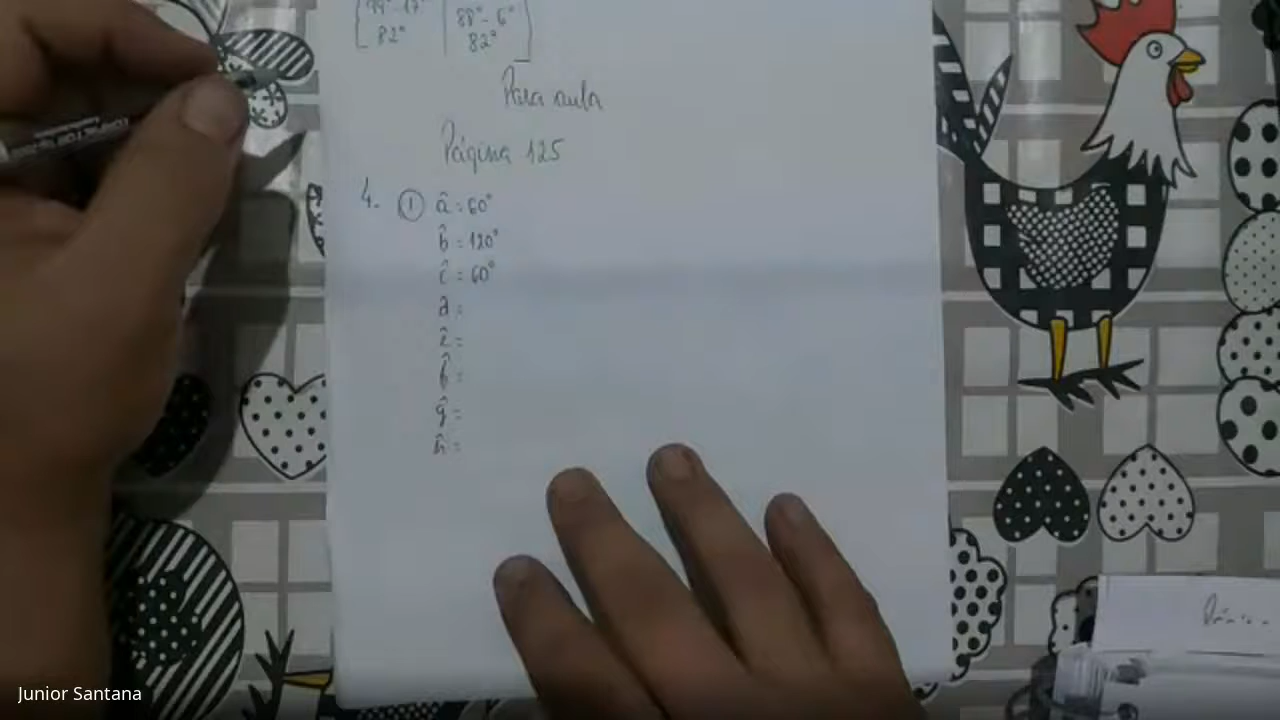 82°
88° - 6°
82°
Para aula
Página 125
4. ① â = 60°
b̂ = 120°
ĉ = 60°
d̂ =
ê =
f̂ =
ĝ =
ĥ =
Junior Santana